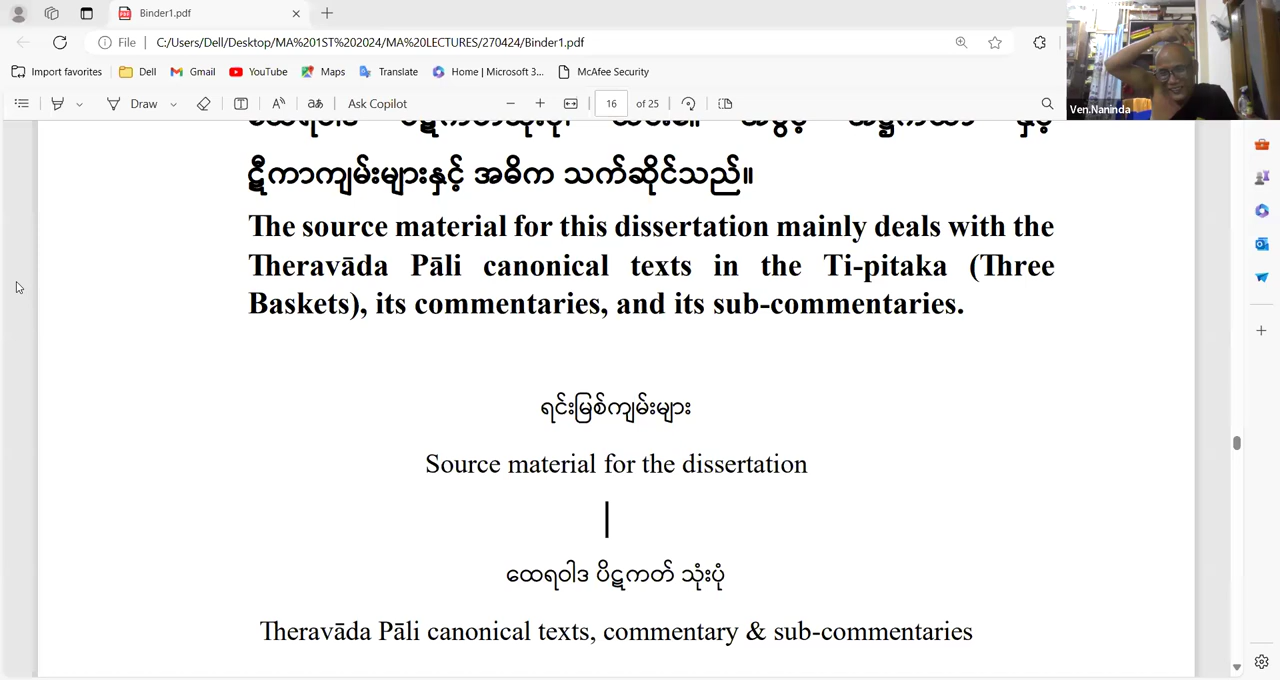 Binder1.pdf
File
C:/Users/Dell/Desktop/MA%201ST%202024/MA%20LECTURES/270424/Binder1.pdf
Import favorites Dell Gmail YouTube Maps Translate Home | Microsoft 3... McAfee Security
Draw Ask Copilot 16 of 25
Ven.Naninda
ဋီကာကျမ်းများနှင့် အဓိက သက်ဆိုင်သည်။
The source material for this dissertation mainly deals with the
Theravāda Pāli canonical texts in the Ti-pitaka (Three
Baskets), its commentaries, and its sub-commentaries.
ရင်းမြစ်ကျမ်းများ
Source material for the dissertation
ထေရဝါဒ ပိဋကတ် သုံးပုံ
Theravāda Pāli canonical texts, commentary & sub-commentaries